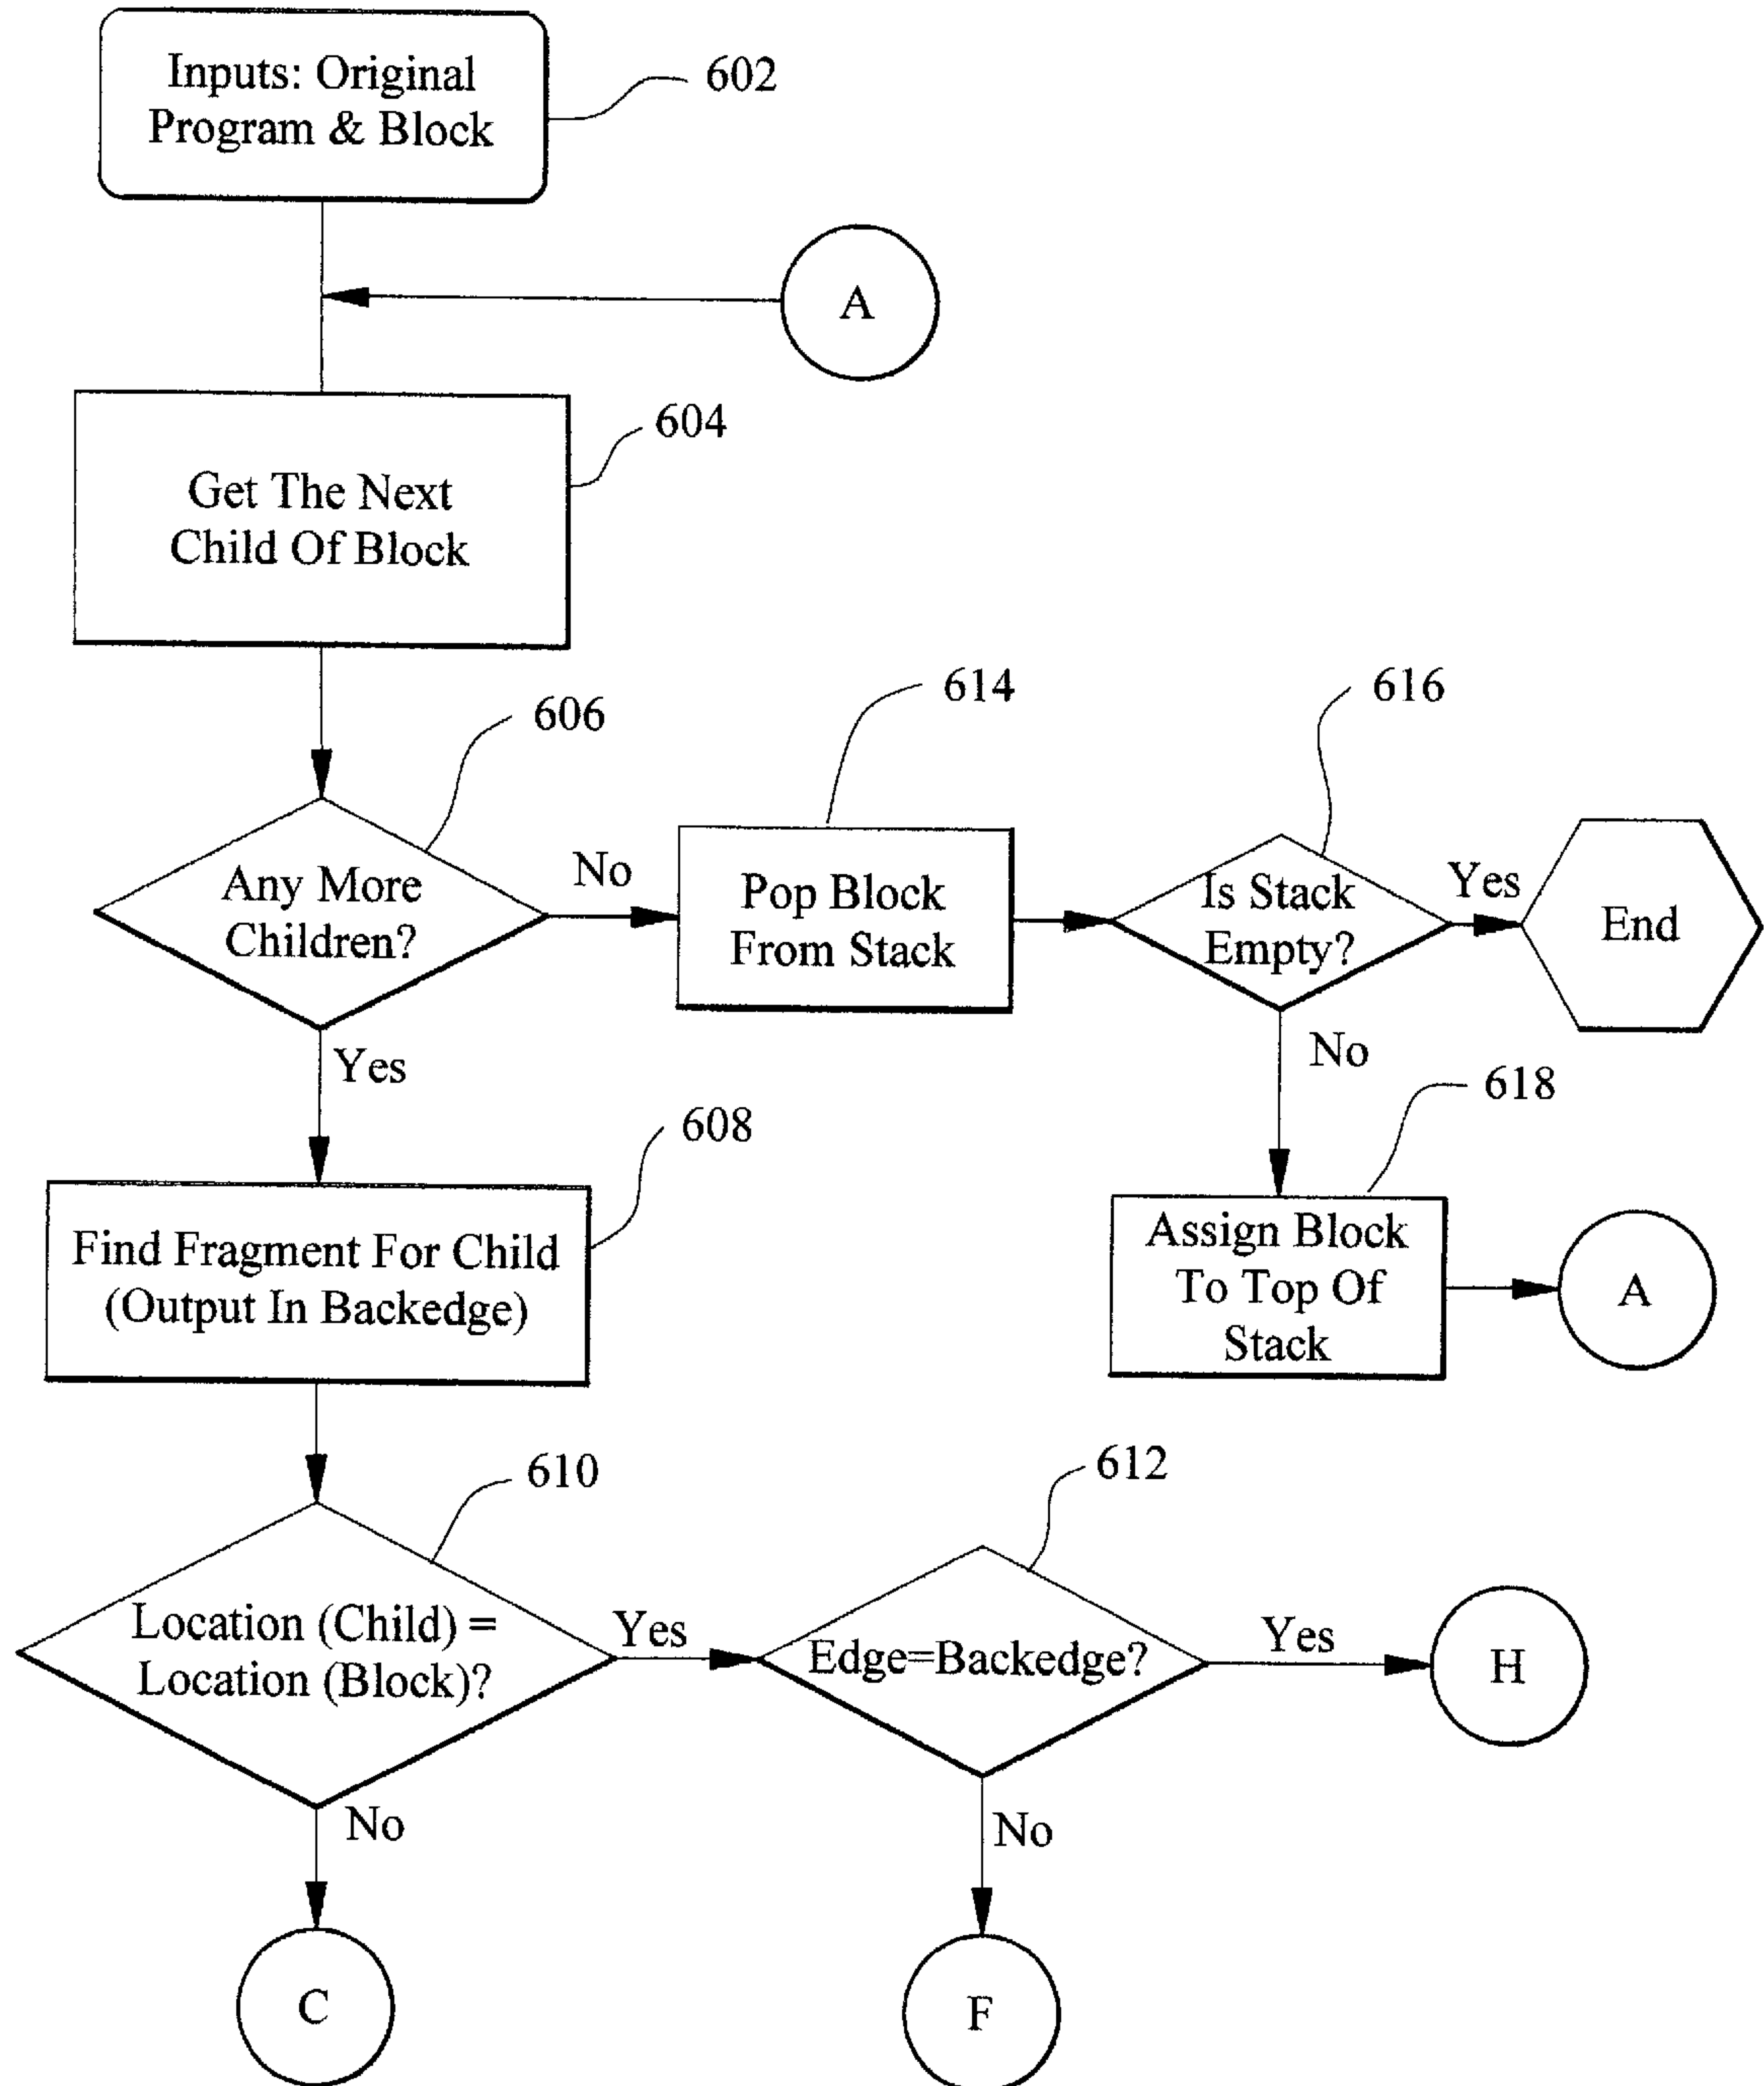 Inputs: Original
Program & Block
602
A
604
Get The Next
Child Of Block
606
614
616
Any More
Children?
No
Pop Block
From Stack
Is Stack
Empty?
Yes
End
Yes
No
608
618
Find Fragment For Child
(Output In Backedge)
Assign Block
To Top Of
Stack
A
610
612
Location (Child) =
Location (Block)?
Yes
Edge=Backedge?
Yes
H
No
No
C
F